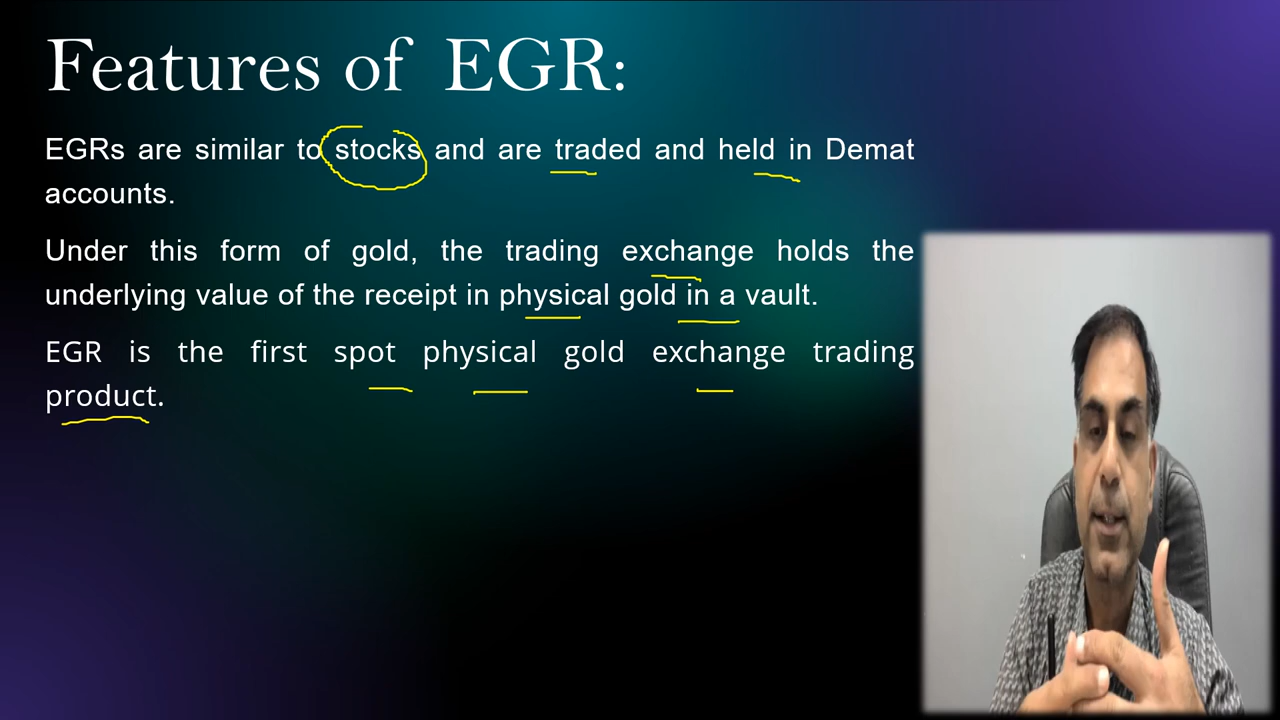 Features of EGR:
EGRs are similar to stocks and are traded and held in Demat
accounts.
Under this form of gold, the trading exchange holds the
underlying value of the receipt in physical gold in a vault.
EGR is the first spot physical gold exchange trading
product.